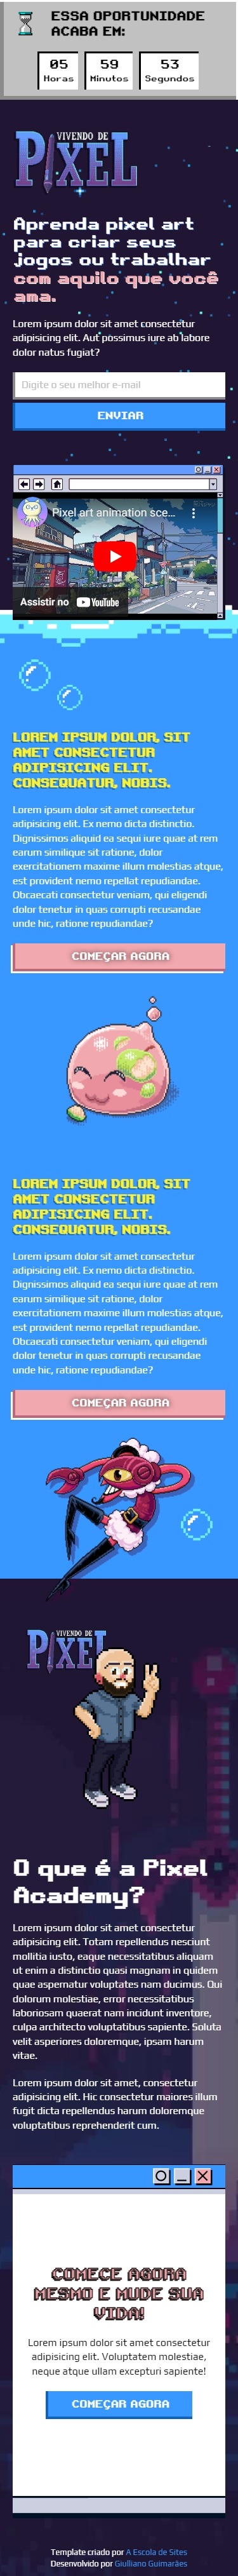 ESSA OPORTUNIDADE
ACABA EM:
05 59 53
Horas Minutos Segundos
VIVENDO DE
PIXEL
Aprenda pixel art
para criar seus
jogos ou trabalhar
com aquilo que você
ama.
Lorem ipsum dolor sit amet consectetur
adipisicing elit. Aut possimus iure ab labore
dolor natus fugiat?
Digite o seu melhor e-mail
ENVIAR
Pixel art animation sce...
Assistir no YouTube
LOREM IPSUM DOLOR, SIT
AMET CONSECTETUR
ADIPISICING ELIT.
CONSEQUATUR, NOBIS.
Lorem ipsum dolor sit amet consectetur
adipisicing elit. Ex nemo dicta distinctio.
Dignissimos aliquid ea sequi iure quae at rem
earum similique sit ratione, dolor
exercitationem maxime illum molestias atque,
est provident nemo repellat repudiandae.
Obcaecati consectetur veniam, qui eligendi
dolor tenetur in quas corrupti recusandae
unde hic, ratione repudiandae?
COMEÇAR AGORA
LOREM IPSUM DOLOR, SIT
AMET CONSECTETUR
ADIPISICING ELIT.
CONSEQUATUR, NOBIS.
Lorem ipsum dolor sit amet consectetur
adipisicing elit. Ex nemo dicta distinctio.
Dignissimos aliquid ea sequi iure quae at rem
earum similique sit ratione, dolor
exercitationem maxime illum molestias atque,
est provident nemo repellat repudiandae.
Obcaecati consectetur veniam, qui eligendi
dolor tenetur in quas corrupti recusandae
unde hic, ratione repudiandae?
COMEÇAR AGORA
VIVENDO DE
PIXEL
O que é a Pixel
Academy?
Lorem ipsum dolor sit amet consectetur
adipisicing elit. Totam repellendus nesciunt
mollitia iusto, eaque necessitatibus aliquam
ut enim a distinctio quasi magnam in quidem
quae aspernatur voluptates nam ducimus. Qui
dolorum molestiae, error necessitatibus
laboriosam quaerat nam incidunt inventore,
culpa architecto voluptatibus sapiente. Soluta
velit asperiores doloremque, ipsam harum
vitae.
Lorem ipsum dolor sit amet, consectetur
adipisicing elit. Hic consectetur maiores illum
fugit dicta repellendus harum doloremque
voluptatibus reprehenderit cum.
COMECE AGORA
MESMO E MUDE SUA
VIDA!
Lorem ipsum dolor sit amet consectetur
adipisicing elit. Voluptatem molestiae,
neque atque ullam excepturi sapiente!
COMEÇAR AGORA
Template criado por A Escola de Sites
Desenvolvido por Giulliano Guimarães